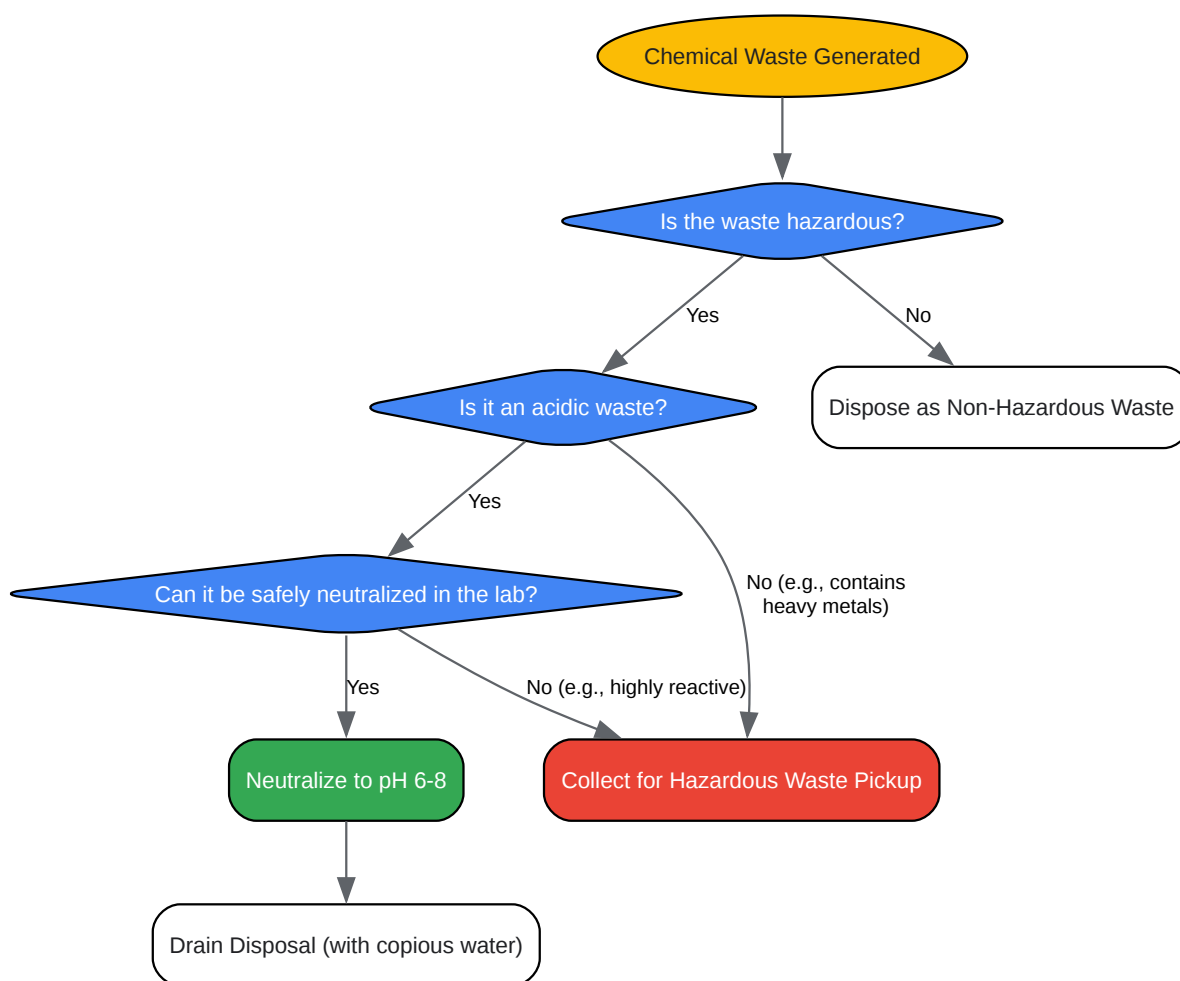 Chemical Waste Generated
Is the waste hazardous?
Yes
No
Is it an acidic waste?
Dispose as Non-Hazardous Waste
Yes
No (e.g., contains
heavy metals)
Can it be safely neutralized in the lab?
Yes
No (e.g., highly reactive)
Neutralize to pH 6-8
Collect for Hazardous Waste Pickup
Drain Disposal (with copious water)